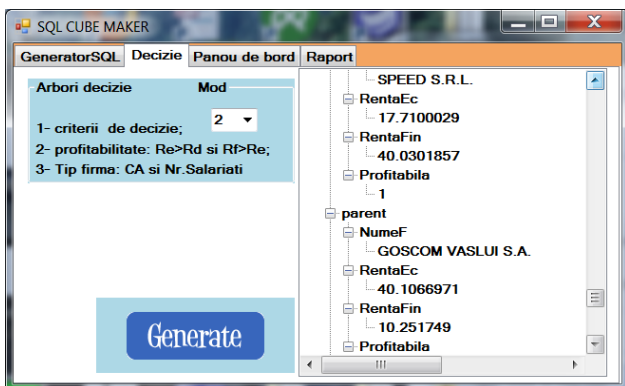 SQL CUBE MAKER
GeneratorSQL Decizie Panou de bord Raport
Arbori decizie Mod
2
1- criterii de decizie;
2- profitabilitate: Re>Rd si Rf>Re;
3- Tip firma: CA si Nr.Salariati
Generate
SPEED S.R.L.
RentaEc
17.7100029
RentaFin
40.0301857
Profitabila
1
parent
NumeF
GOSCOM VASLUI S.A.
RentaEc
40.1066971
RentaFin
10.251749
Profitabila